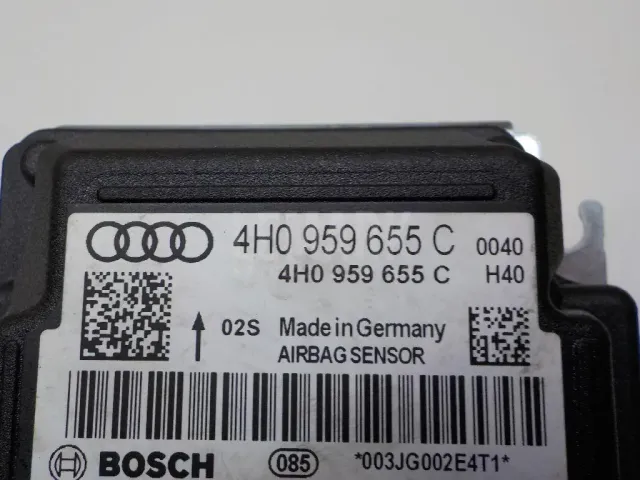 4H0 959 655 C 0040
4H0 959 655 C H40
02S Made in Germany
AIRBAG SENSOR
BOSCH 085 *003JG002E4T1*